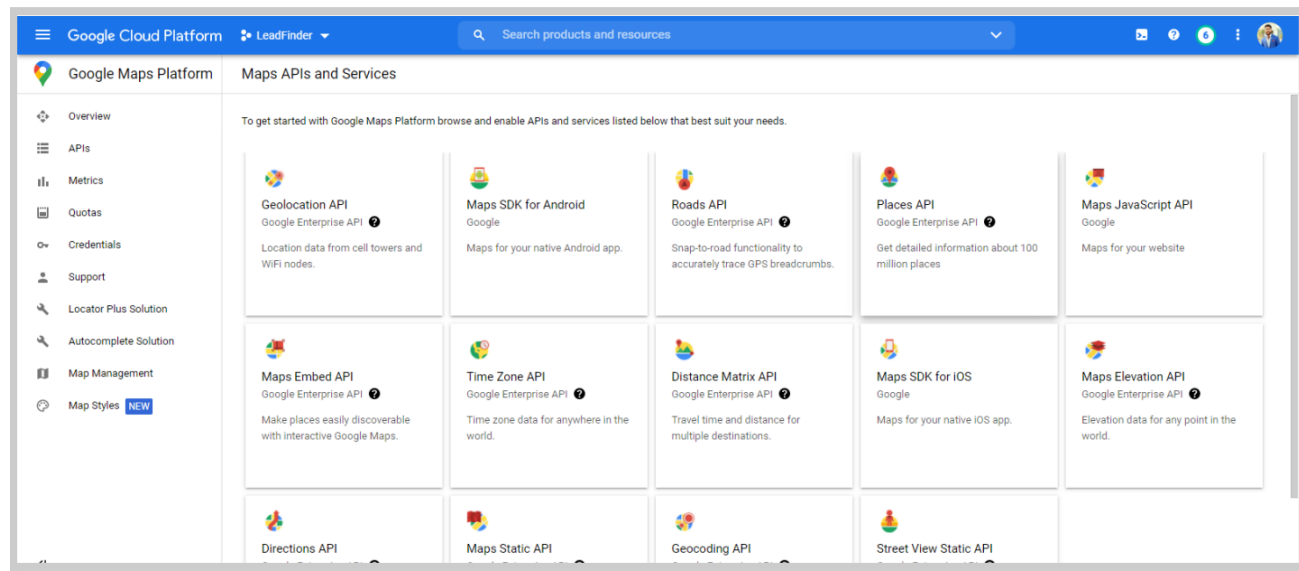 Google Cloud Platform
LeadFinder
Search products and resources
6
Google Maps Platform
Maps APIs and Services
Overview
APIs
Metrics
Quotas
Credentials
Support
Locator Plus Solution
Autocomplete Solution
Map Management
Map Styles NEW
To get started with Google Maps Platform browse and enable APIs and services listed below that best suit your needs.
Geolocation API
Google Enterprise API ?
Location data from cell towers and
WiFi nodes.
Maps SDK for Android
Google
Maps for your native Android app.
Roads API
Google Enterprise API ?
Snap-to-road functionality to
accurately trace GPS breadcrumbs.
Places API
Google Enterprise API ?
Get detailed information about 100
million places
Maps JavaScript API
Google
Maps for your website
Maps Embed API
Google Enterprise API ?
Make places easily discoverable
with interactive Google Maps.
Time Zone API
Google Enterprise API ?
Time zone data for anywhere in the
world.
Distance Matrix API
Google Enterprise API ?
Travel time and distance for
multiple destinations.
Maps SDK for iOS
Google
Maps for your native iOS app.
Maps Elevation API
Google Enterprise API ?
Elevation data for any point in the
world.
Directions API
Maps Static API
Geocoding API
Street View Static API